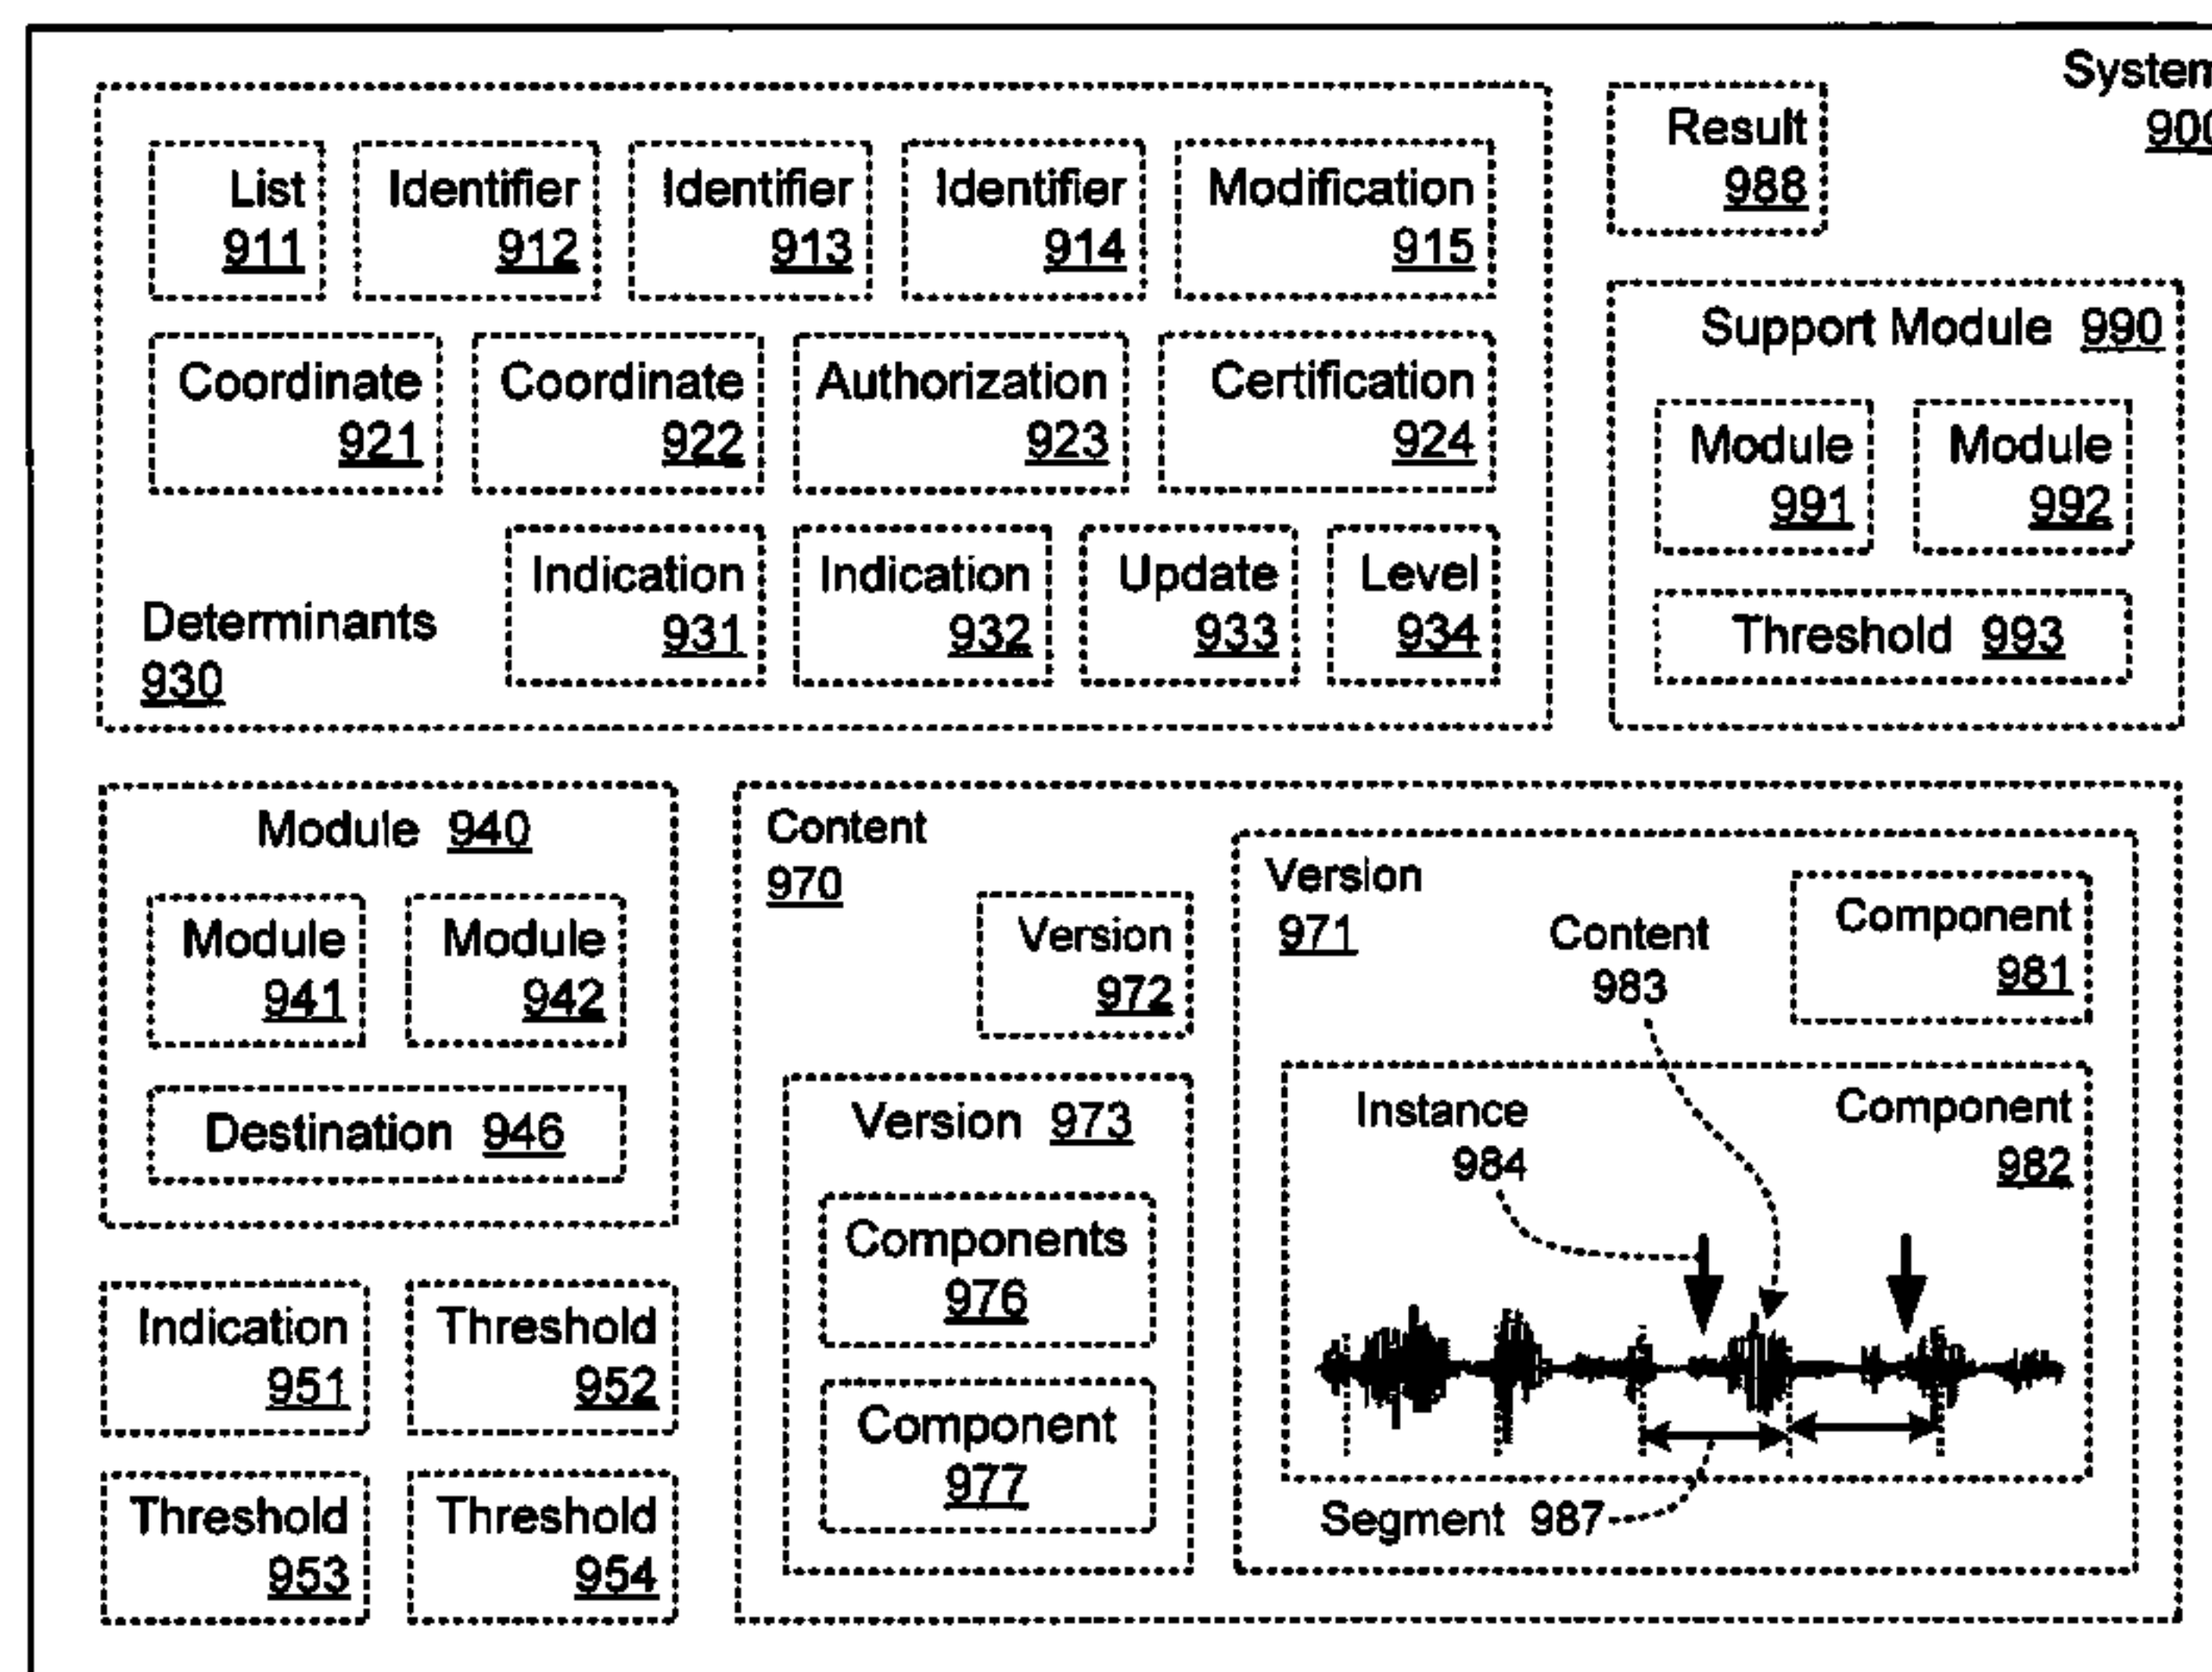 System
900
Result
988
List
911
Identifier
912
Identifier
913
Identifier
914
Modification
915
Coordinate
921
Coordinate
922
Authorization
923
Certification
924
Determinants
930
Indication
931
Indication
932
Update
933
Level
934
Support Module 990
Module
991
Module
992
Threshold 993
Module 940
Module
941
Module
942
Destination 946
Indication
951
Threshold
952
Threshold
953
Threshold
954
Content
970
Version
972
Version 973
Components
976
Component
977
Version
971
Content
983
Component
981
Instance
984
Component
982
Segment 987